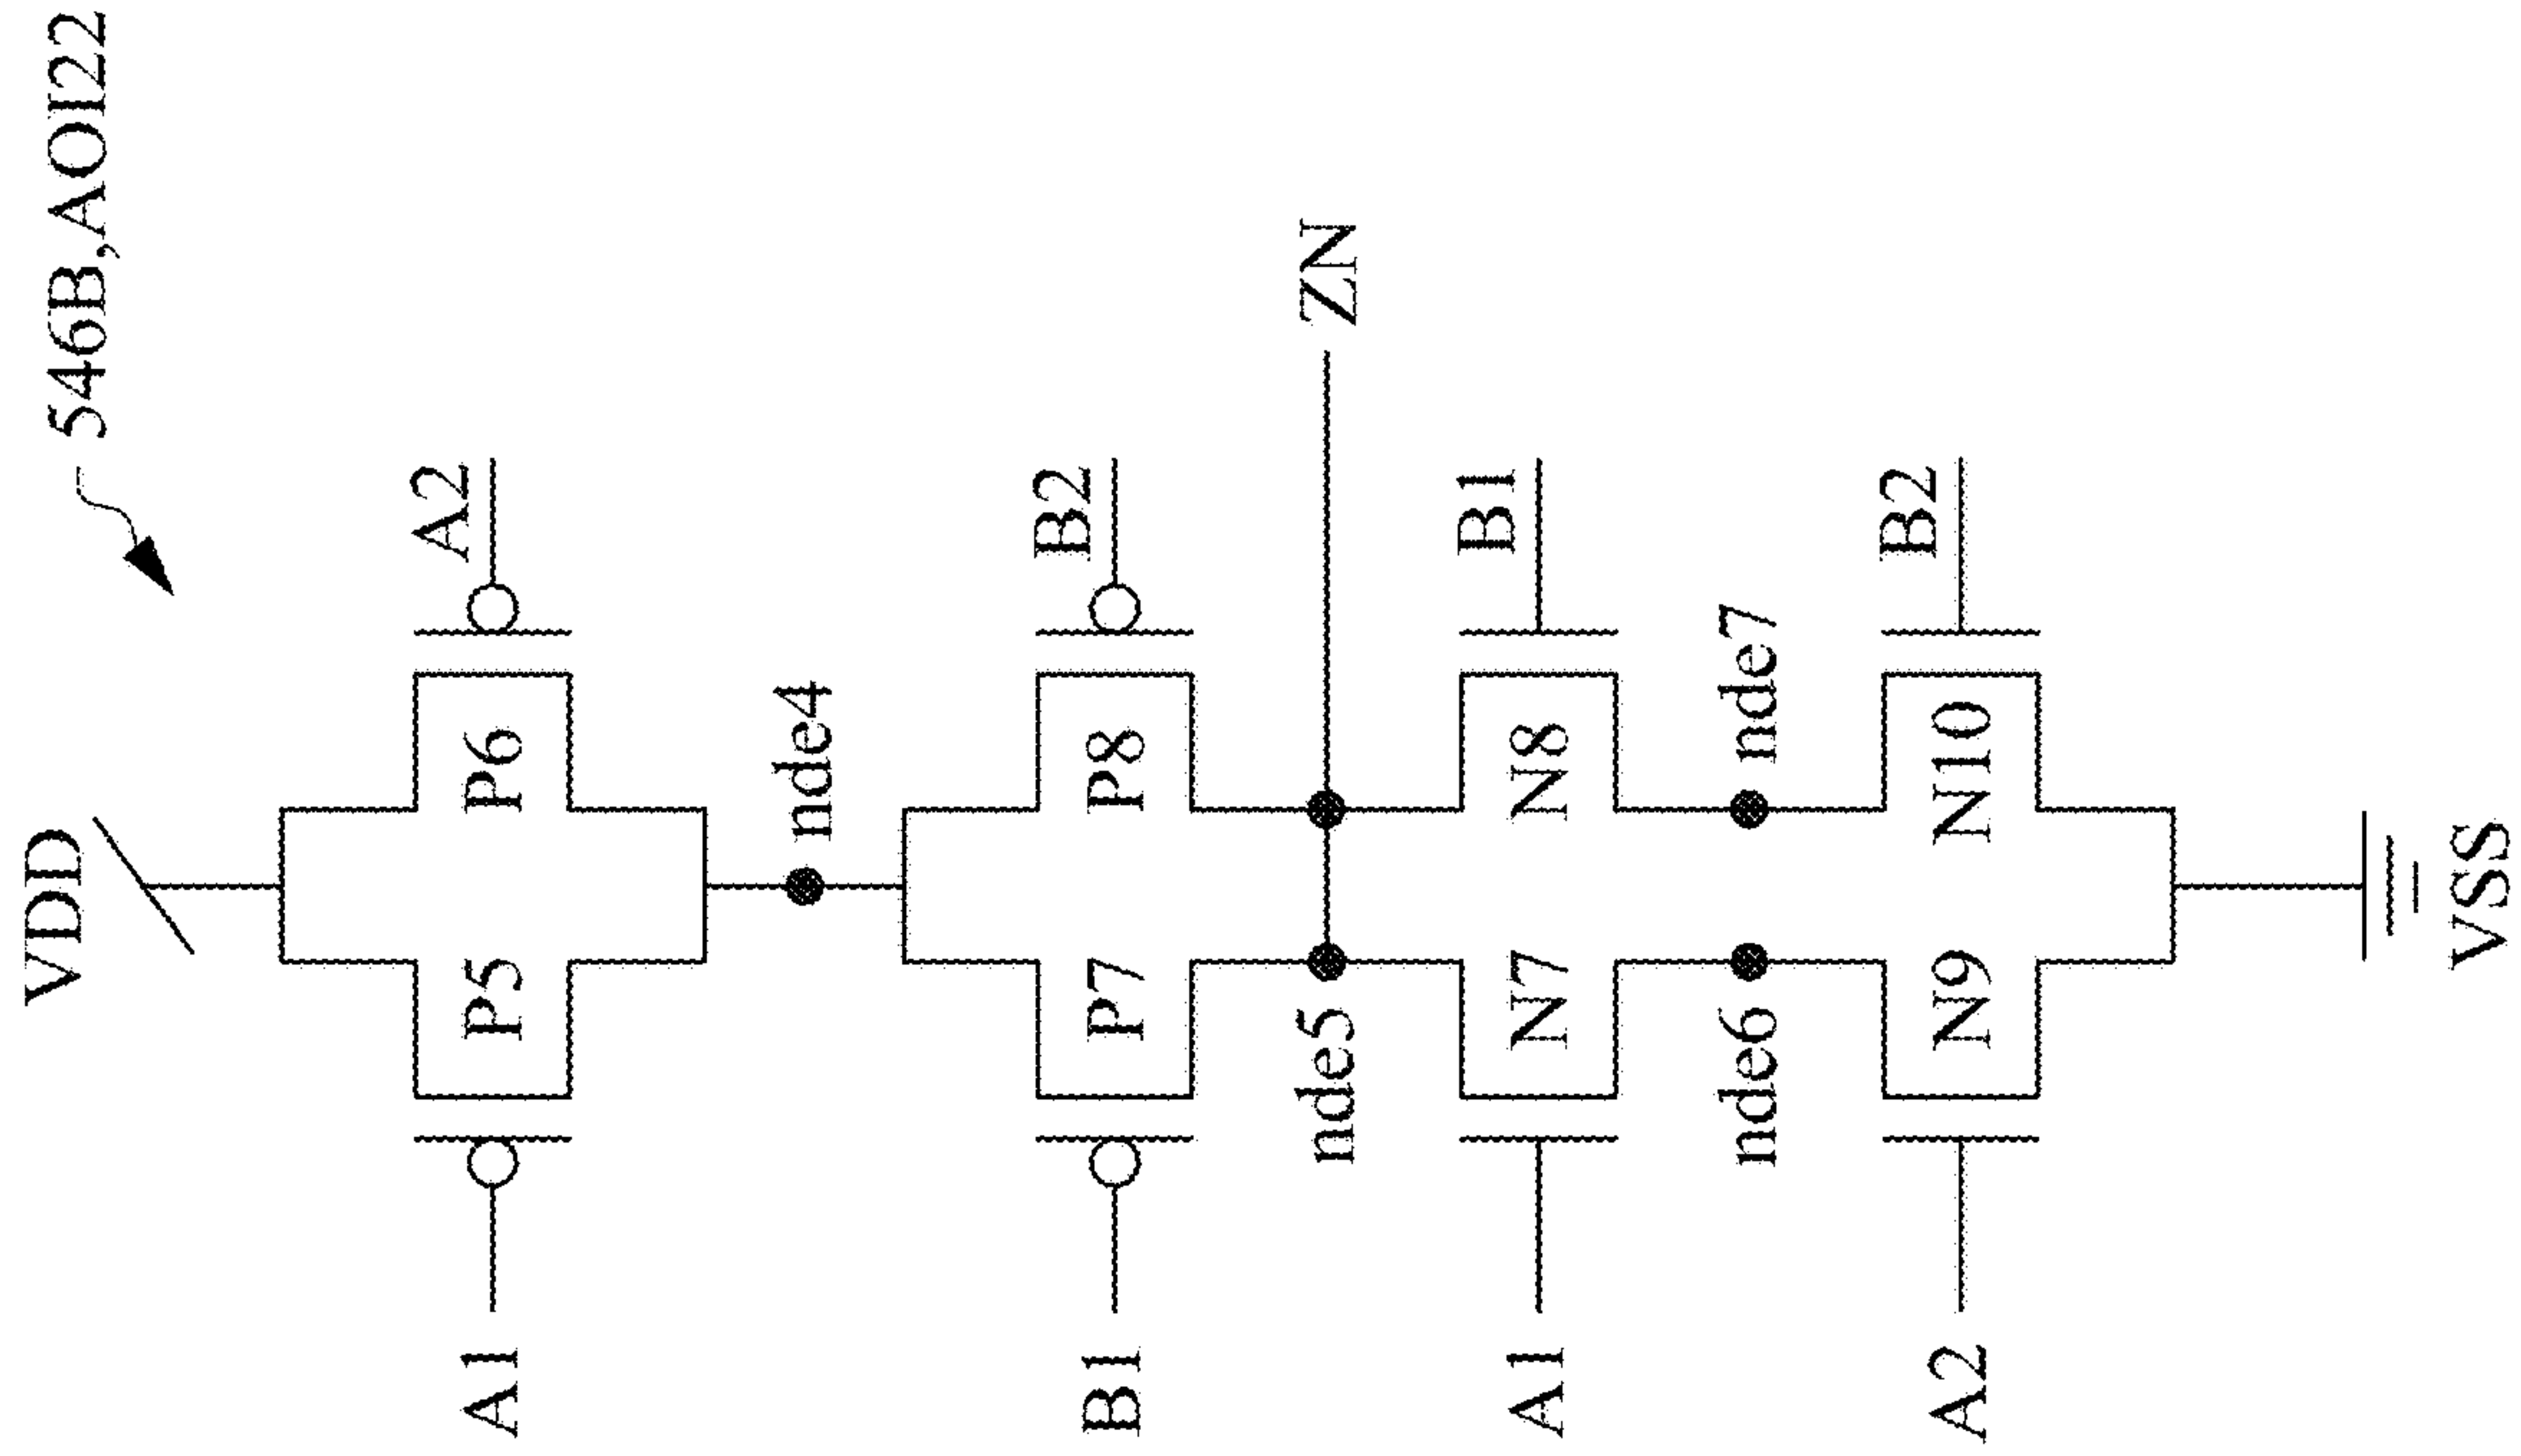 546B,AOI22
VDD
A1
P5
P6
A2
nde4
B1
P7
P8
B2
nde5
ZN
A1
N7
N8
B1
nde6
nde7
A2
N9
N10
B2
VSS